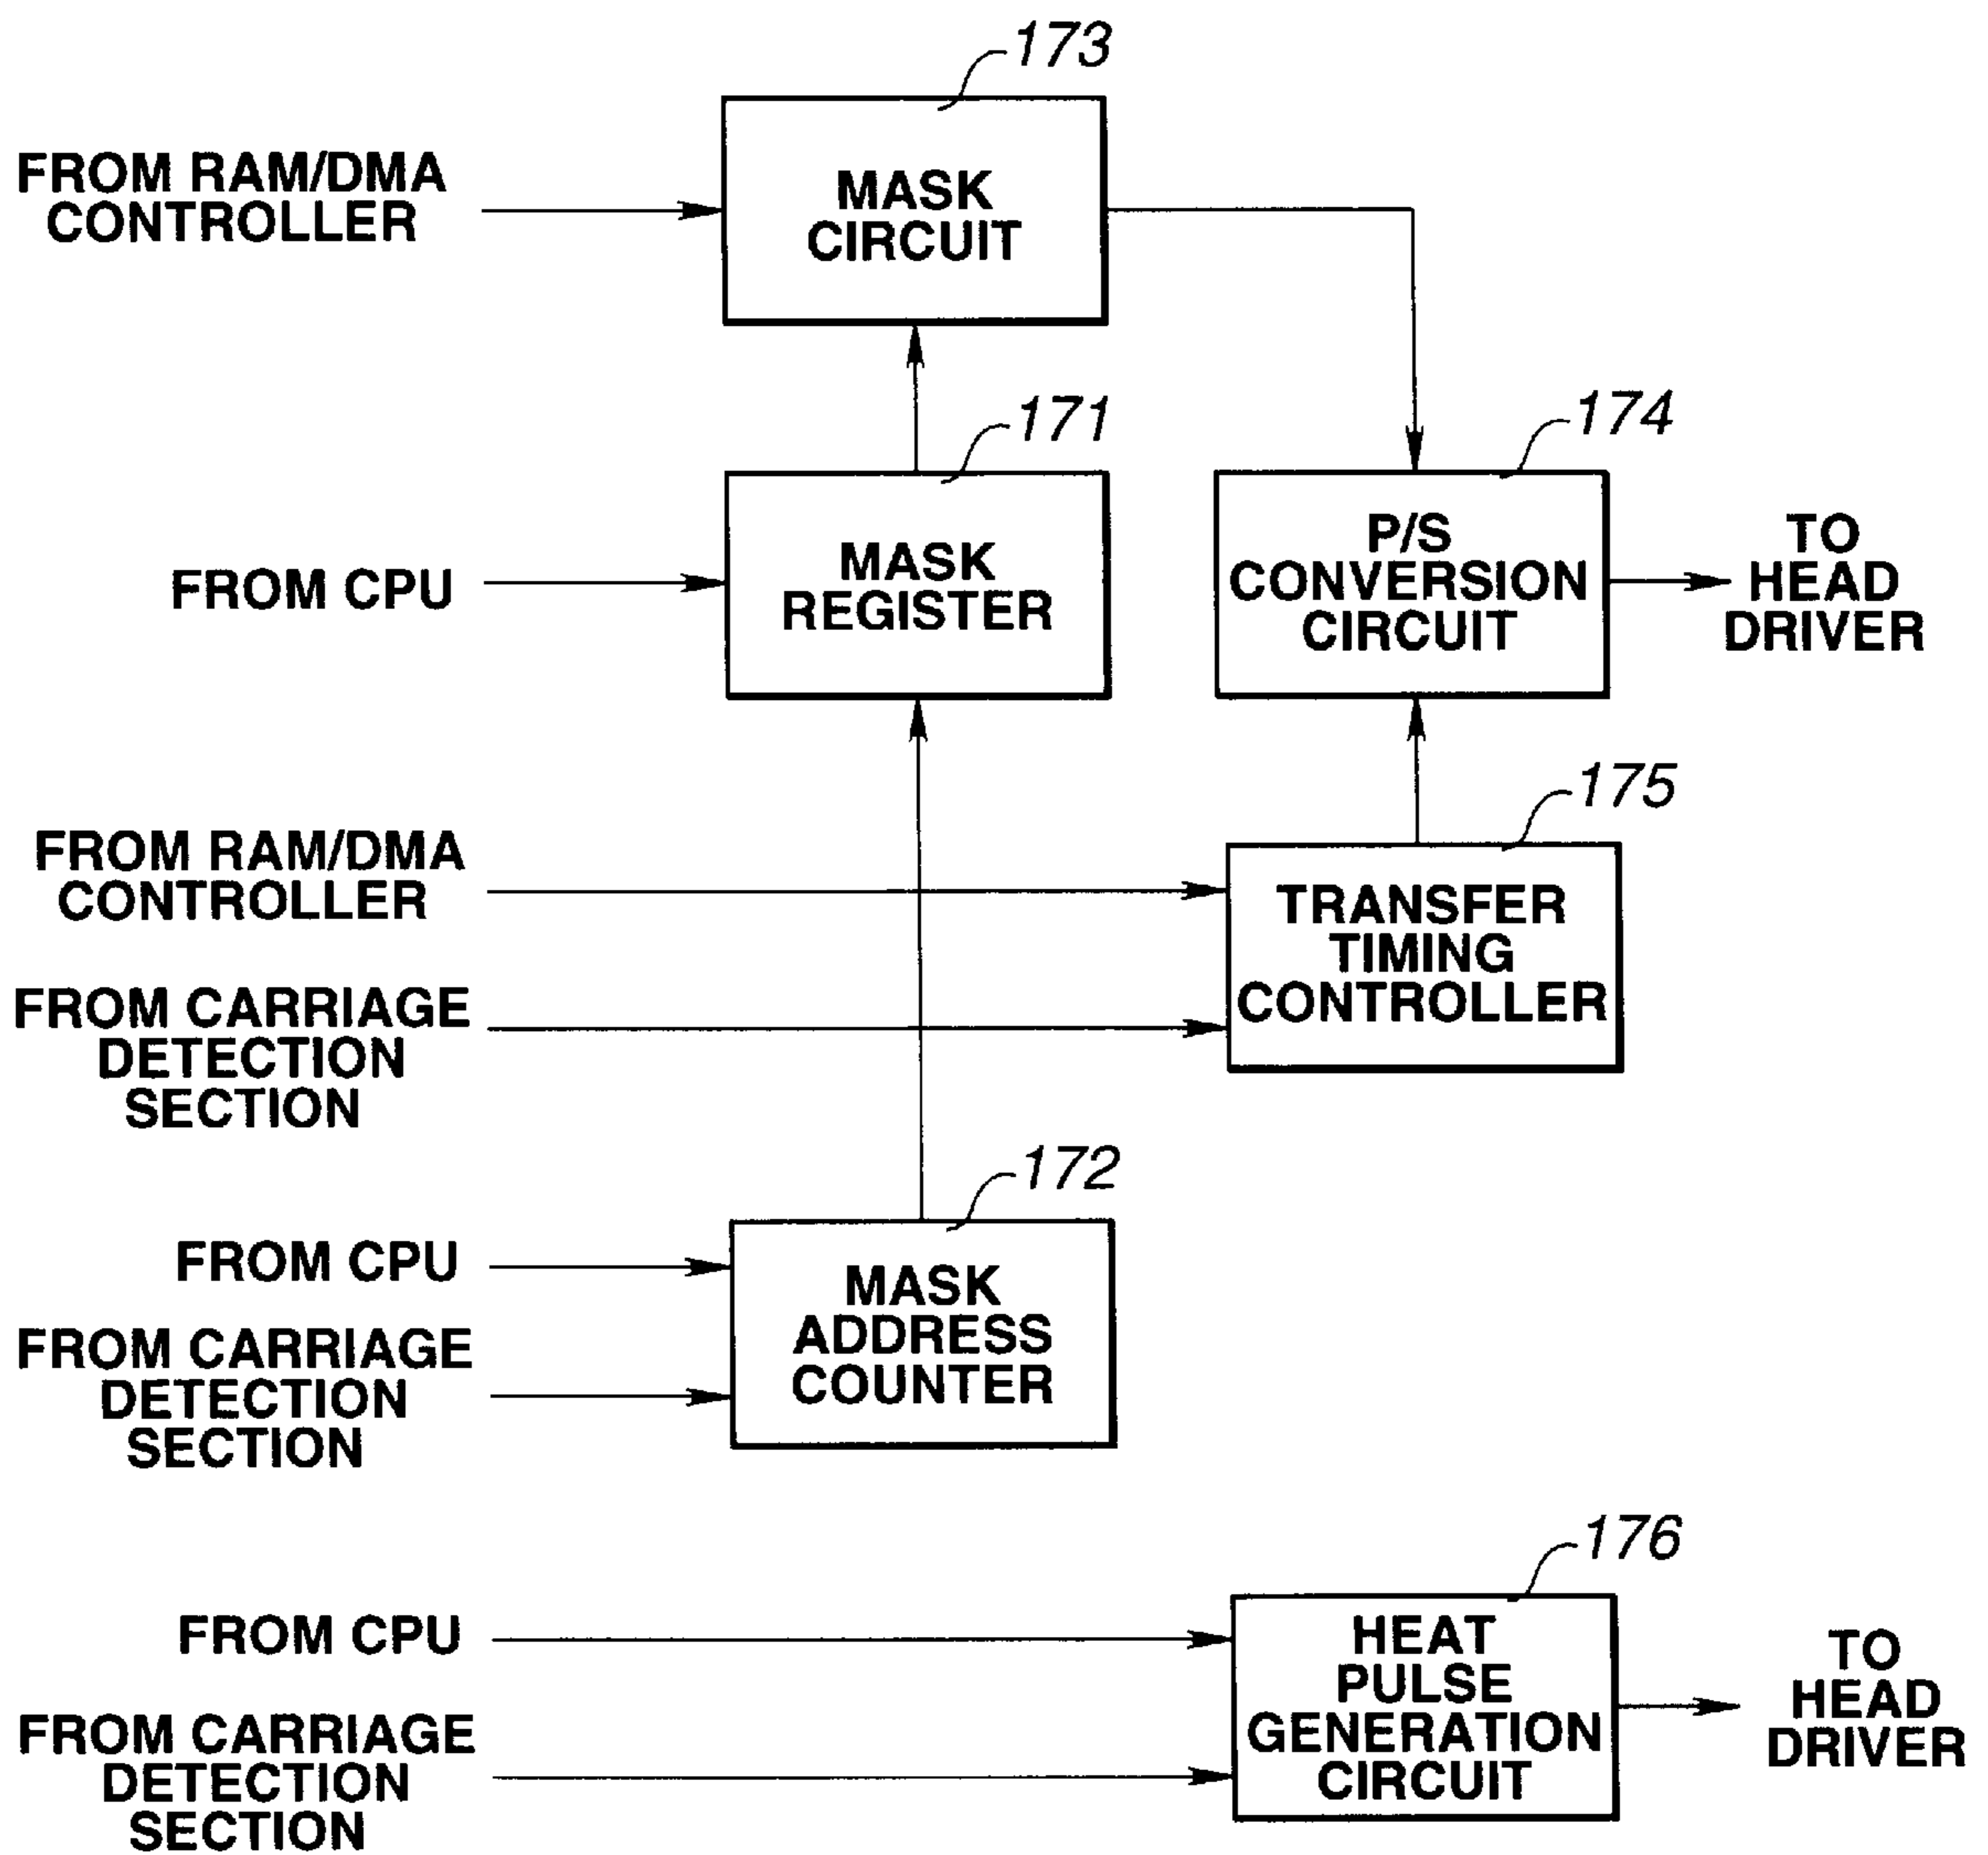 173
FROM RAM/DMA
CONTROLLER
MASK
CIRCUIT
171
174
FROM CPU
MASK
REGISTER
P/S
CONVERSION
CIRCUIT
TO
HEAD
DRIVER
175
FROM RAM/DMA
CONTROLLER
TRANSFER
TIMING
CONTROLLER
FROM CARRIAGE
DETECTION
SECTION
172
FROM CPU
MASK
ADDRESS
COUNTER
FROM CARRIAGE
DETECTION
SECTION
176
FROM CPU
HEAT
PULSE
GENERATION
CIRCUIT
TO
HEAD
DRIVER
FROM CARRIAGE
DETECTION
SECTION